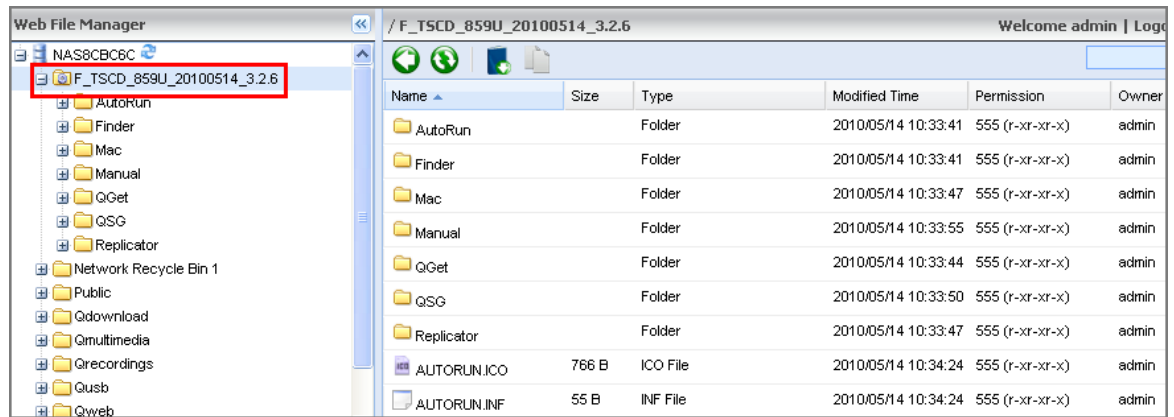 Web File Manager
NAS8CBC6C
F_TSCD_859U_20100514_3.2.6
AutoRun
Finder
Mac
Manual
QGet
QSG
Replicator
Network Recycle Bin 1
Public
Qdownload
Qmultimedia
Qrecordings
Qusb
Qweb
/ F_TSCD_859U_20100514_3.2.6 Welcome admin |
Name Size Type Modified Time Permission Owner
AutoRun Folder 2010/05/14 10:33:41 555 (r-xr-xr-x) admin
Finder Folder 2010/05/14 10:33:41 555 (r-xr-xr-x) admin
Mac Folder 2010/05/14 10:33:47 555 (r-xr-xr-x) admin
Manual Folder 2010/05/14 10:33:55 555 (r-xr-xr-x) admin
QGet Folder 2010/05/14 10:33:44 555 (r-xr-xr-x) admin
QSG Folder 2010/05/14 10:33:50 555 (r-xr-xr-x) admin
Replicator Folder 2010/05/14 10:33:47 555 (r-xr-xr-x) admin
AUTORUN.ICO 766 B ICO File 2010/05/14 10:34:24 555 (r-xr-xr-x) admin
AUTORUN.INF 55 B INF File 2010/05/14 10:34:24 555 (r-xr-xr-x) admin